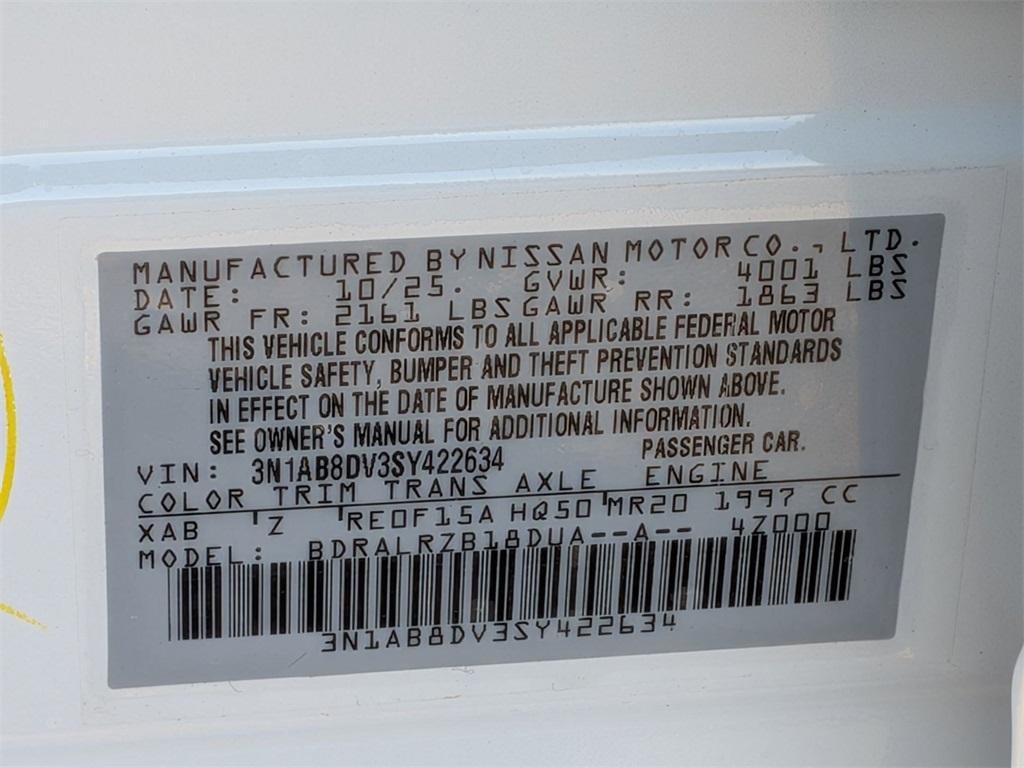 MANUFACTURED BY NISSAN MOTOR CO., LTD.
DATE: 10/25. GVWR: 4001 LBS
GAWR FR: 2161 LBS GAWR RR: 1863 LBS
THIS VEHICLE CONFORMS TO ALL APPLICABLE FEDERAL MOTOR
VEHICLE SAFETY, BUMPER AND THEFT PREVENTION STANDARDS
IN EFFECT ON THE DATE OF MANUFACTURE SHOWN ABOVE.
SEE OWNER'S MANUAL FOR ADDITIONAL INFORMATION.
VIN: 3N1AB8DV3SY422634 PASSENGER CAR.
COLOR TRIM TRANS AXLE ENGINE
XAB Z RE0F15A HQ50 MR20 1997 CC
MODEL: BDRALRZB18DUA--A-- 4Z000
3N1AB8DV3SY422634